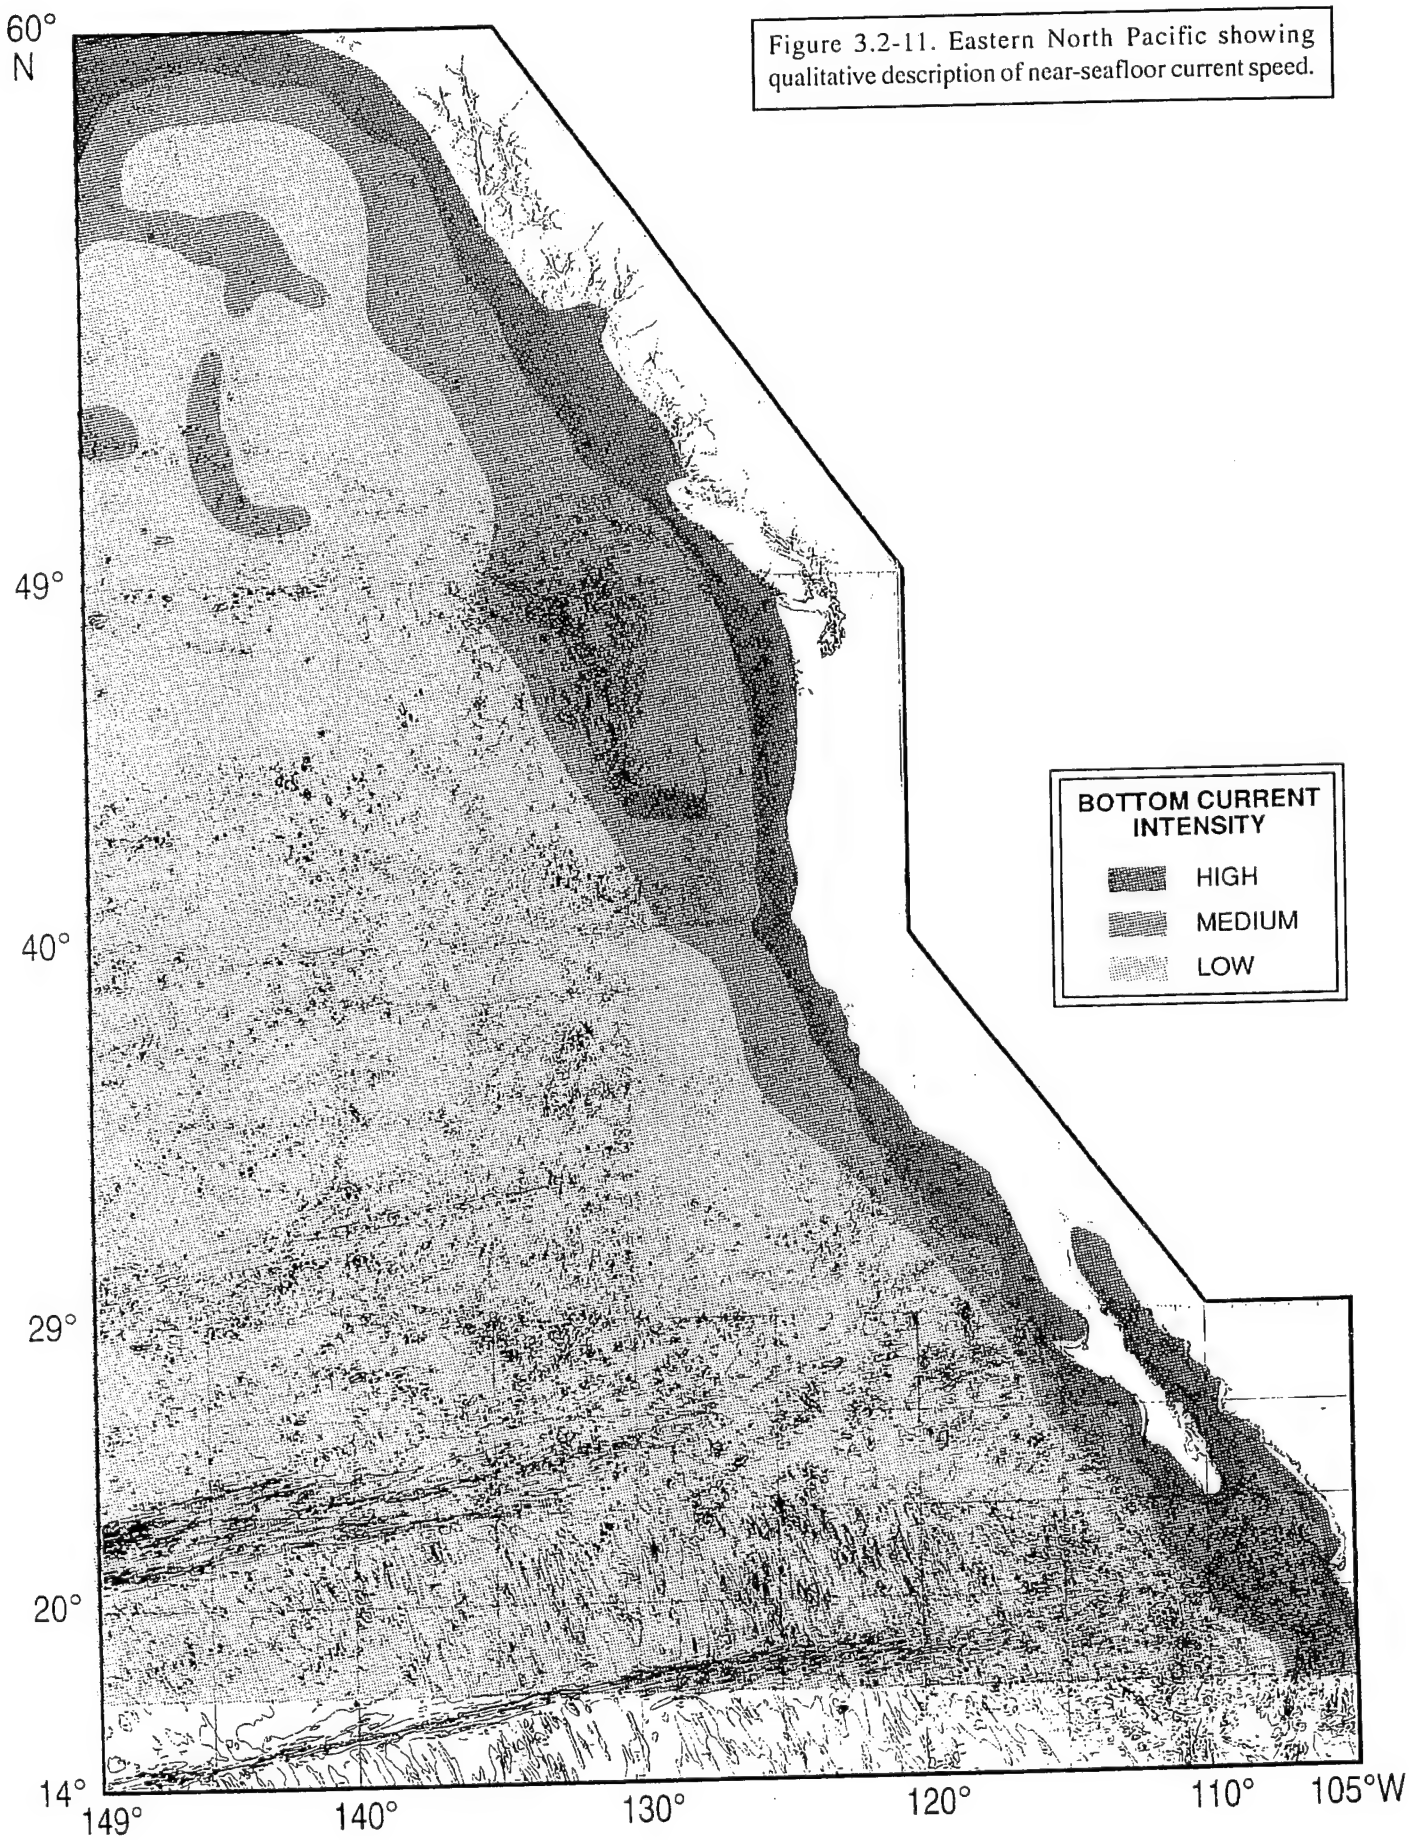 60°
N
Figure 3.2-11. Eastern North Pacific showing
qualitative description of near-seafloor current speed.
49°
BOTTOM CURRENT
INTENSITY
HIGH
MEDIUM
LOW
40°
29°
20°
14°
149°
140°
130°
120°
110°
105°W